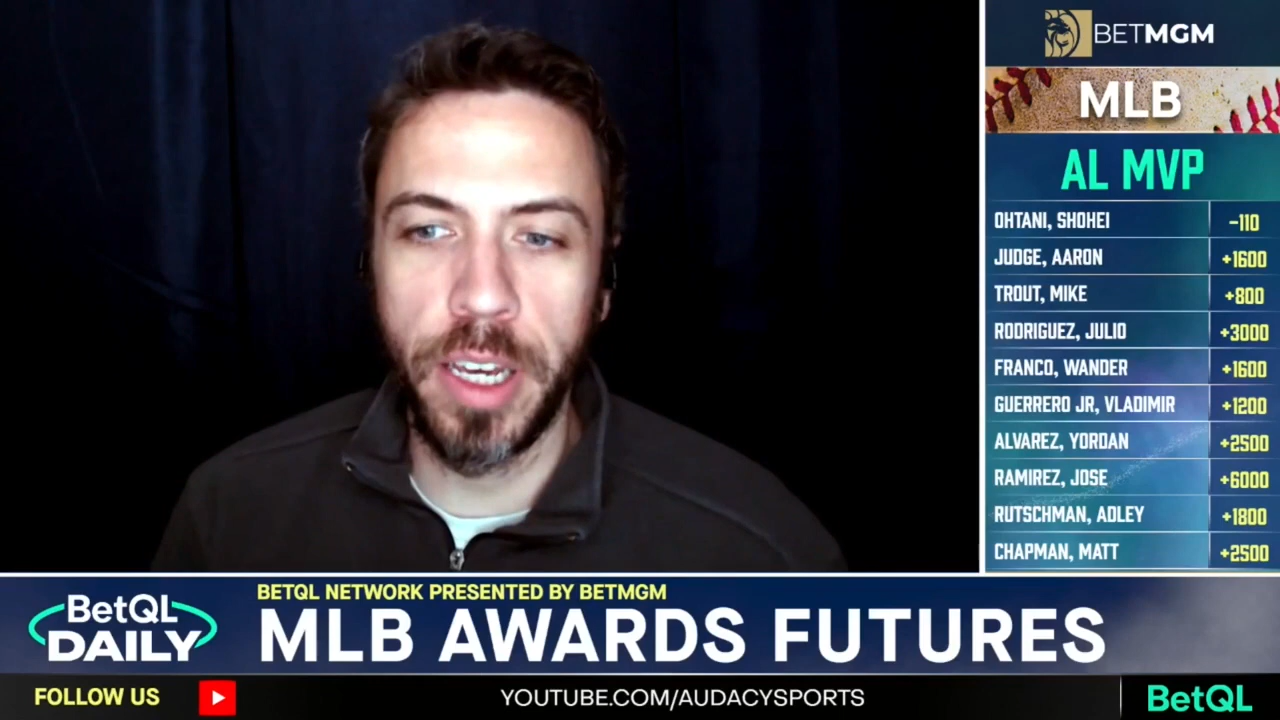 BETMGM
MLB
AL MVP
OHTANI, SHOHEI -110
JUDGE, AARON +1600
TROUT, MIKE +800
RODRIGUEZ, JULIO +3000
FRANCO, WANDER +1600
GUERRERO JR, VLADIMIR +1200
ALVAREZ, YORDAN +2500
RAMIREZ, JOSE +6000
RUTSCHMAN, ADLEY +1800
CHAPMAN, MATT +2500
BetQL
DAILY
BETQL NETWORK PRESENTED BY BETMGM
MLB AWARDS FUTURES
FOLLOW US
YOUTUBE.COM/AUDACYSPORTS
BetQL